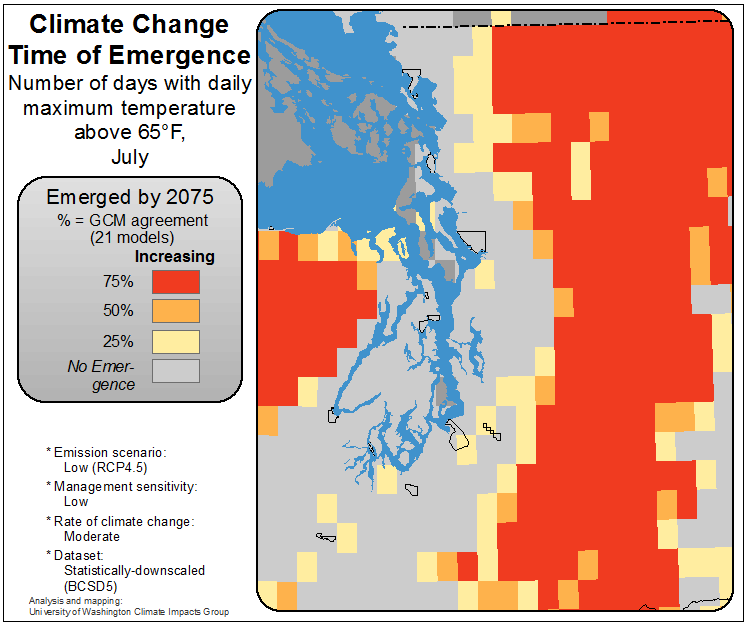 Climate Change
Time of Emergence
Number of days with daily
maximum temperature
above 65°F,
July
Emerged by 2075
% = GCM agreement
(21 models)
Increasing
75%
50%
25%
No Emer-
gence
* Emission scenario:
Low (RCP4.5)
* Management sensitivity:
Low
* Rate of climate change:
Moderate
* Dataset:
Statistically-downscaled
(BCSD5)
Analysis and mapping:
University of Washington Climate Impacts Group